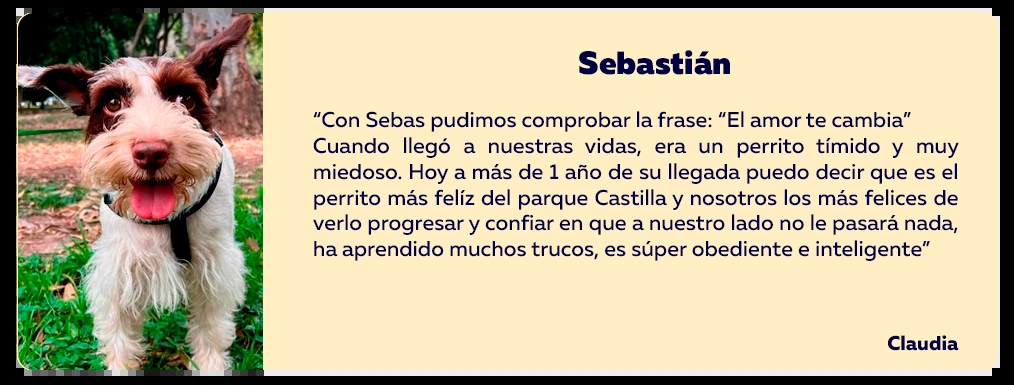 Sebastián
“Con Sebas pudimos comprobar la frase: “El amor te cambia”
Cuando llegó a nuestras vidas, era un perrito tímido y muy
miedoso. Hoy a más de 1 año de su llegada puedo decir que es el
perrito más felíz del parque Castilla y nosotros los más felices de
verlo progresar y confiar en que a nuestro lado no le pasará nada,
ha aprendido muchos trucos, es súper obediente e inteligente”
Claudia